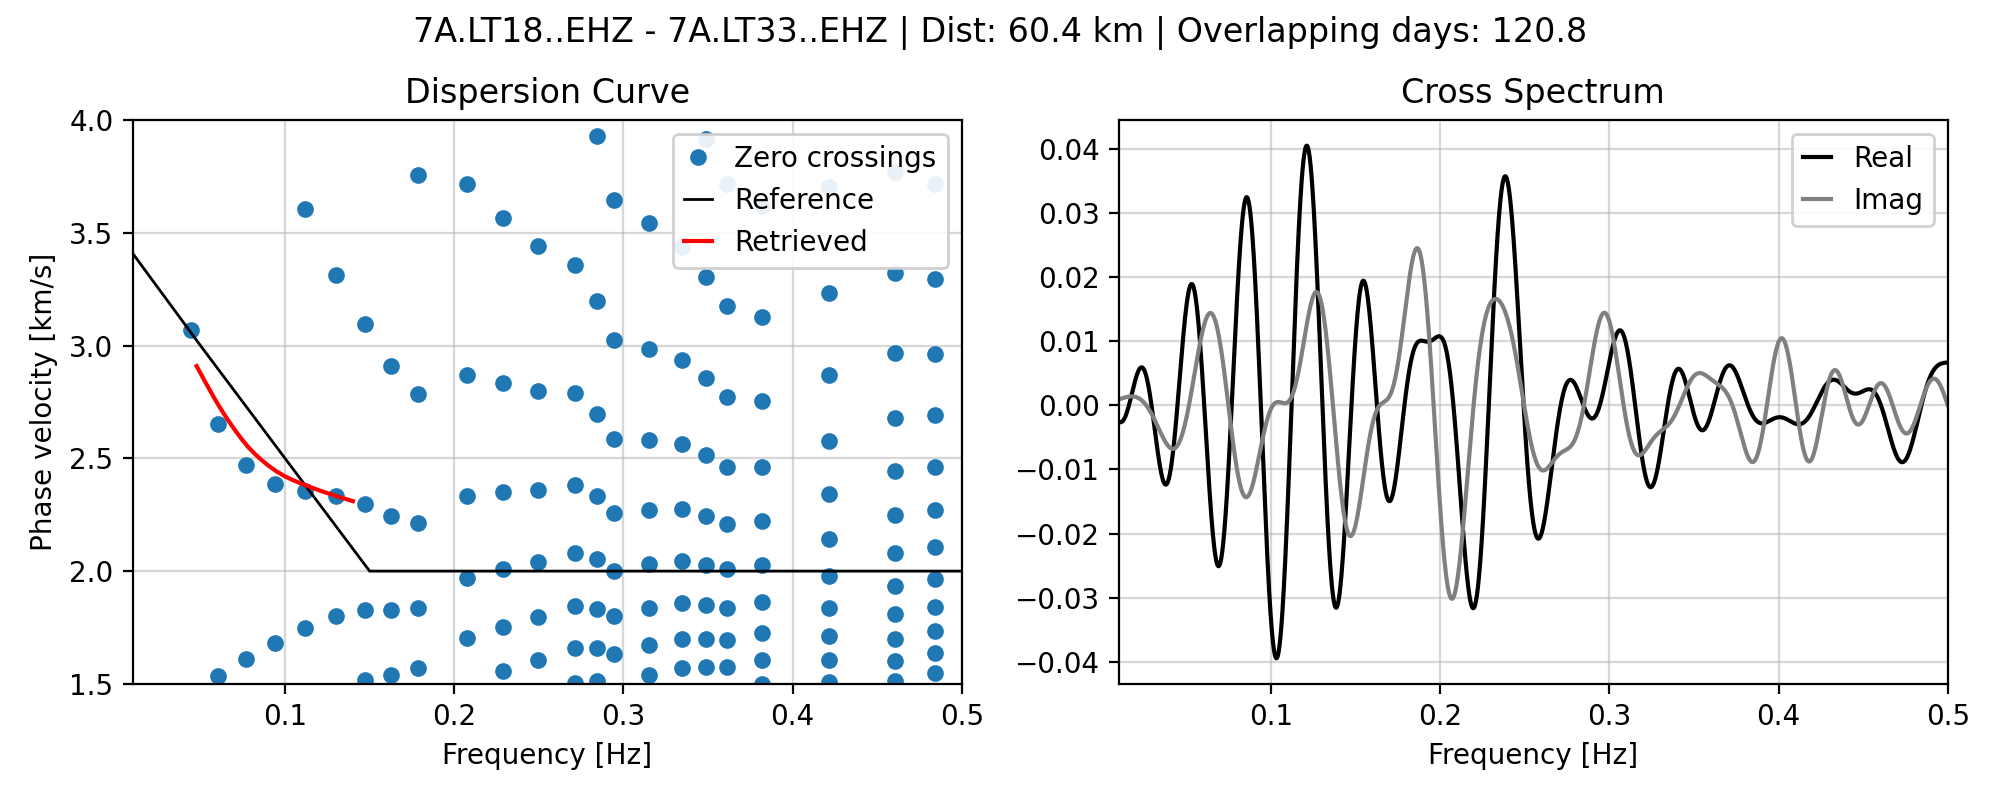 7A.LT18..EHZ - 7A.LT33..EHZ | Dist: 60.4 km | Overlapping days: 120.8
Dispersion Curve
Zero crossings
Reference
Retrieved
4.0
3.5
3.0
2.5
2.0
1.5
Phase velocity [km/s]
0.1 0.2 0.3 0.4 0.5
Frequency [Hz]
Cross Spectrum
Real
Imag
0.04
0.03
0.02
0.01
0.00
−0.01
−0.02
−0.03
−0.04
0.1 0.2 0.3 0.4 0.5
Frequency [Hz]